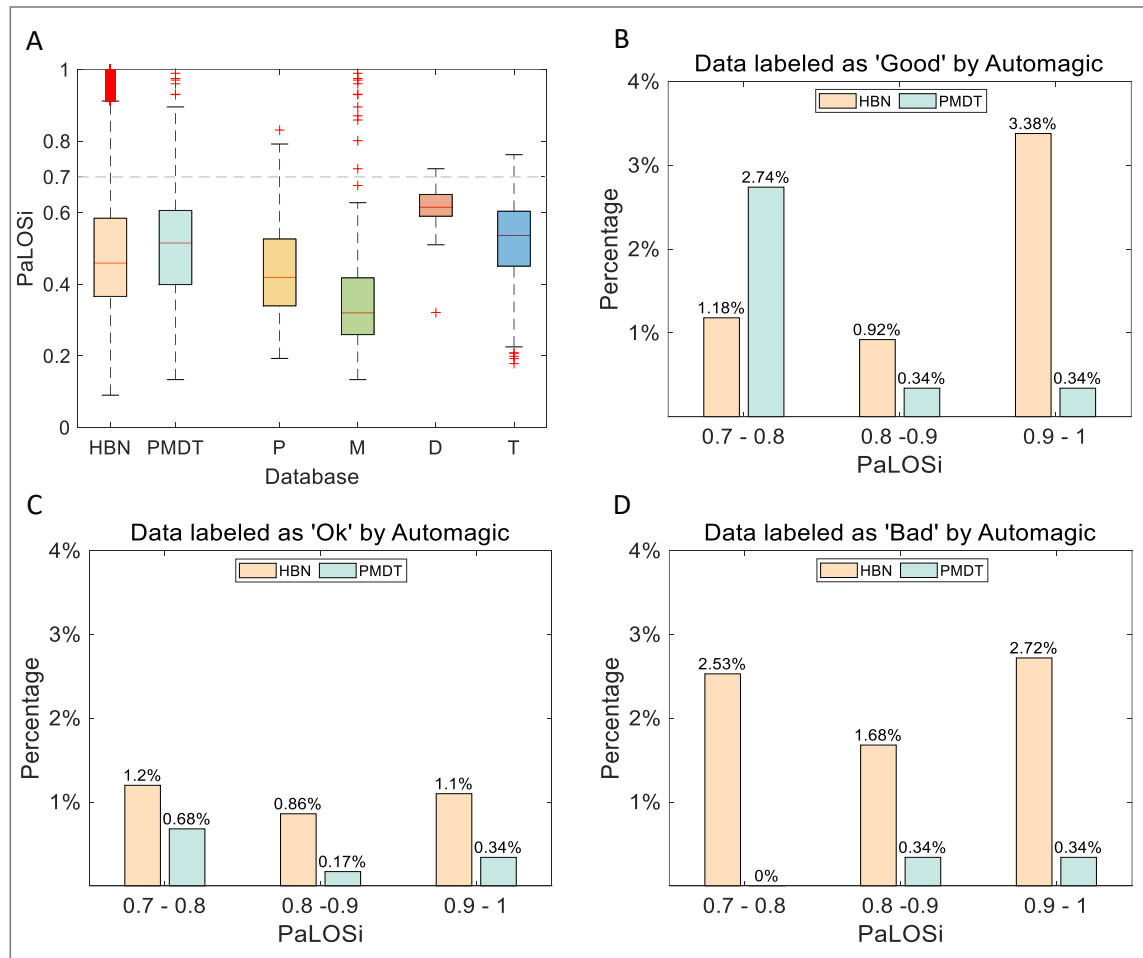 A
1
0.8
0.7
0.6
0.4
0.2
0
PaLOSi
HBN PMDT P M D T
Database
B
Data labeled as 'Good' by Automagic
HBN PMDT
4%
3%
2%
1%
Percentage
1.18% 2.74% 0.92% 0.34% 3.38% 0.34%
0.7 - 0.8 0.8 -0.9 0.9 - 1
PaLOSi
C
Data labeled as 'Ok' by Automagic
HBN PMDT
4%
3%
2%
1%
Percentage
1.2% 0.68% 0.86% 0.17% 1.1% 0.34%
0.7 - 0.8 0.8 -0.9 0.9 - 1
PaLOSi
D
Data labeled as 'Bad' by Automagic
HBN PMDT
4%
3%
2%
1%
Percentage
2.53% 0% 1.68% 0.34% 2.72% 0.34%
0.7 - 0.8 0.8 -0.9 0.9 - 1
PaLOSi